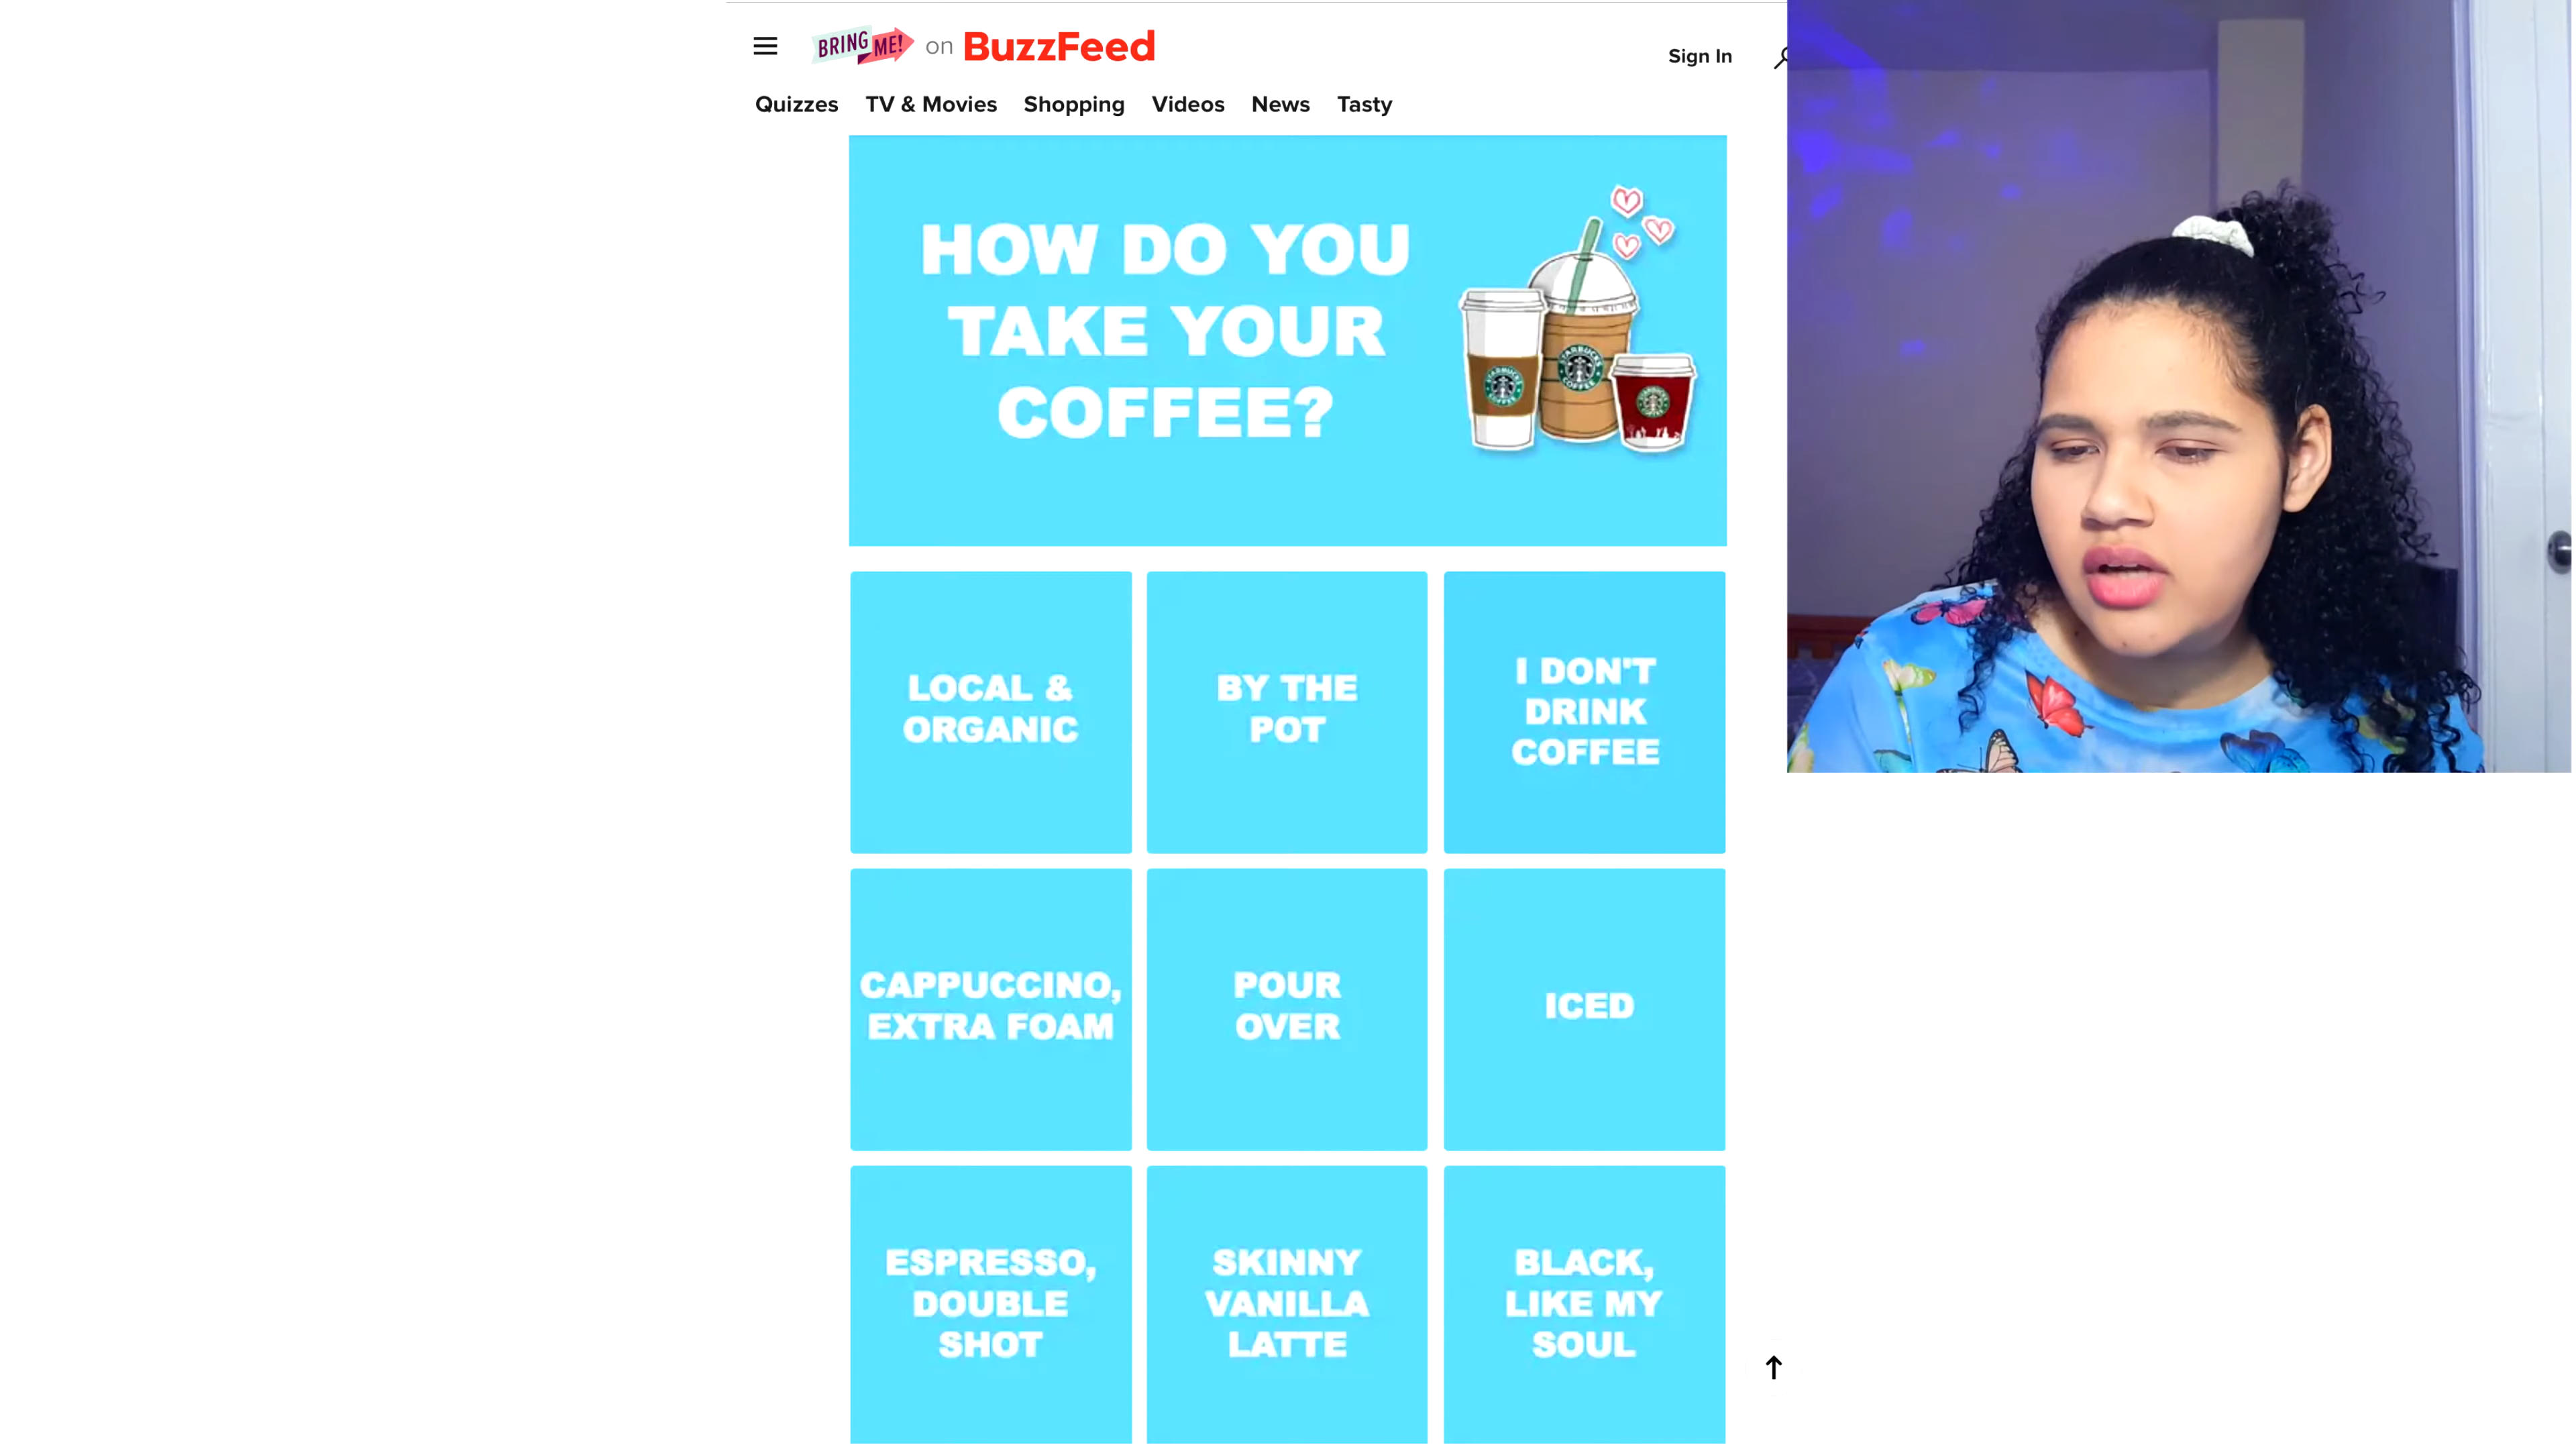 BRING ME! on BuzzFeed
Sign In
Quizzes TV & Movies Shopping Videos News Tasty
HOW DO YOU
TAKE YOUR
COFFEE?
LOCAL &
ORGANIC
BY THE
POT
I DON'T
DRINK
COFFEE
CAPPUCCINO,
EXTRA FOAM
POUR
OVER
ICED
ESPRESSO,
DOUBLE
SHOT
SKINNY
VANILLA
LATTE
BLACK,
LIKE MY
SOUL